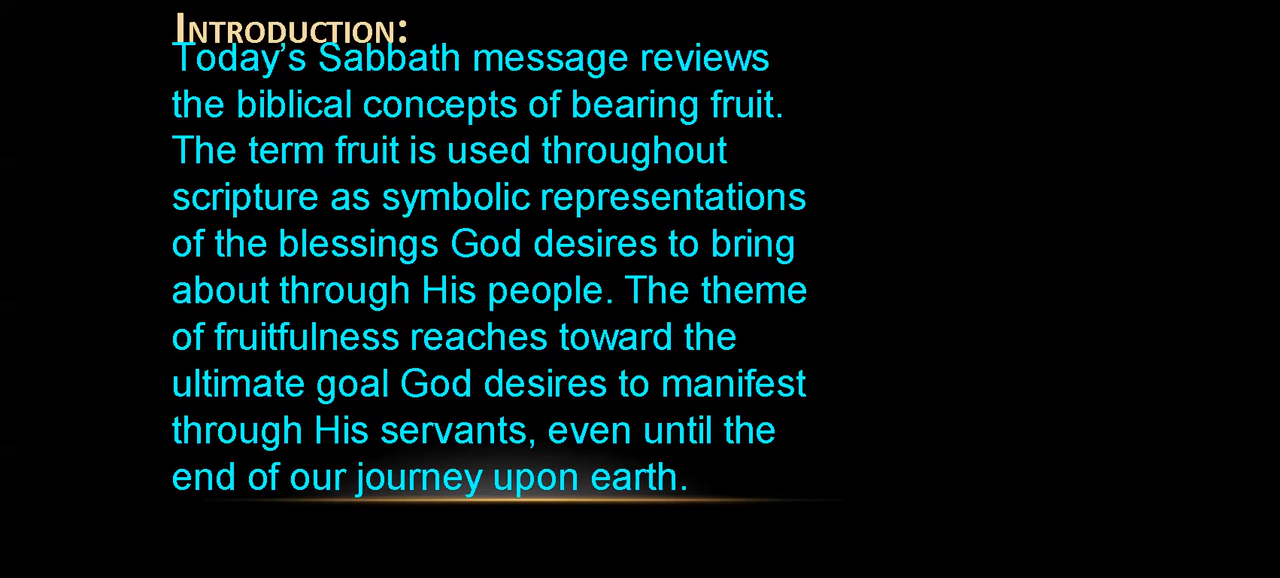 INTRODUCTION:
Today’s Sabbath message reviews
the biblical concepts of bearing fruit.
The term fruit is used throughout
scripture as symbolic representations
of the blessings God desires to bring
about through His people. The theme
of fruitfulness reaches toward the
ultimate goal God desires to manifest
through His servants, even until the
end of our journey upon earth.